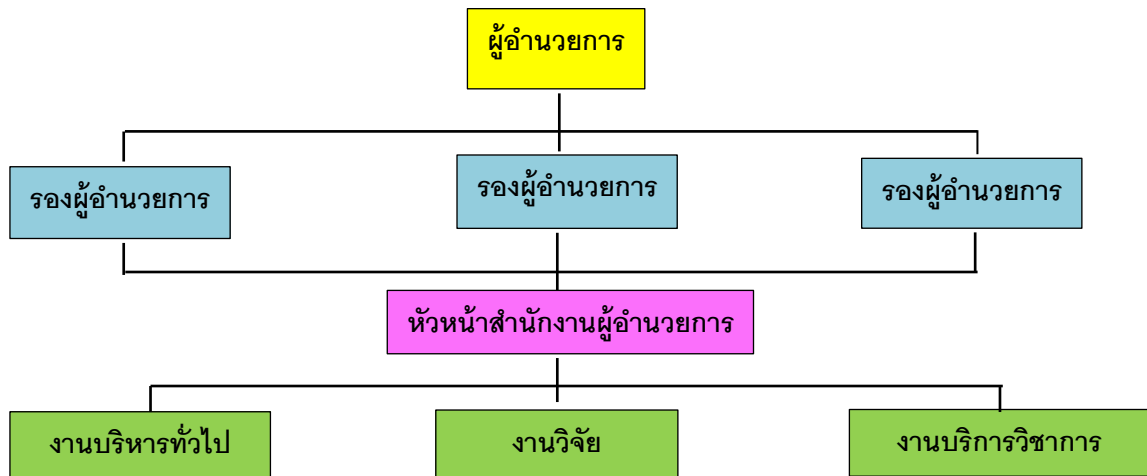 ผู้อำนวยการ
รองผู้อำนวยการ
รองผู้อำนวยการ
รองผู้อำนวยการ
หัวหน้าสำนักงานผู้อำนวยการ
งานบริหารทั่วไป
งานวิจัย
งานบริการวิชาการ